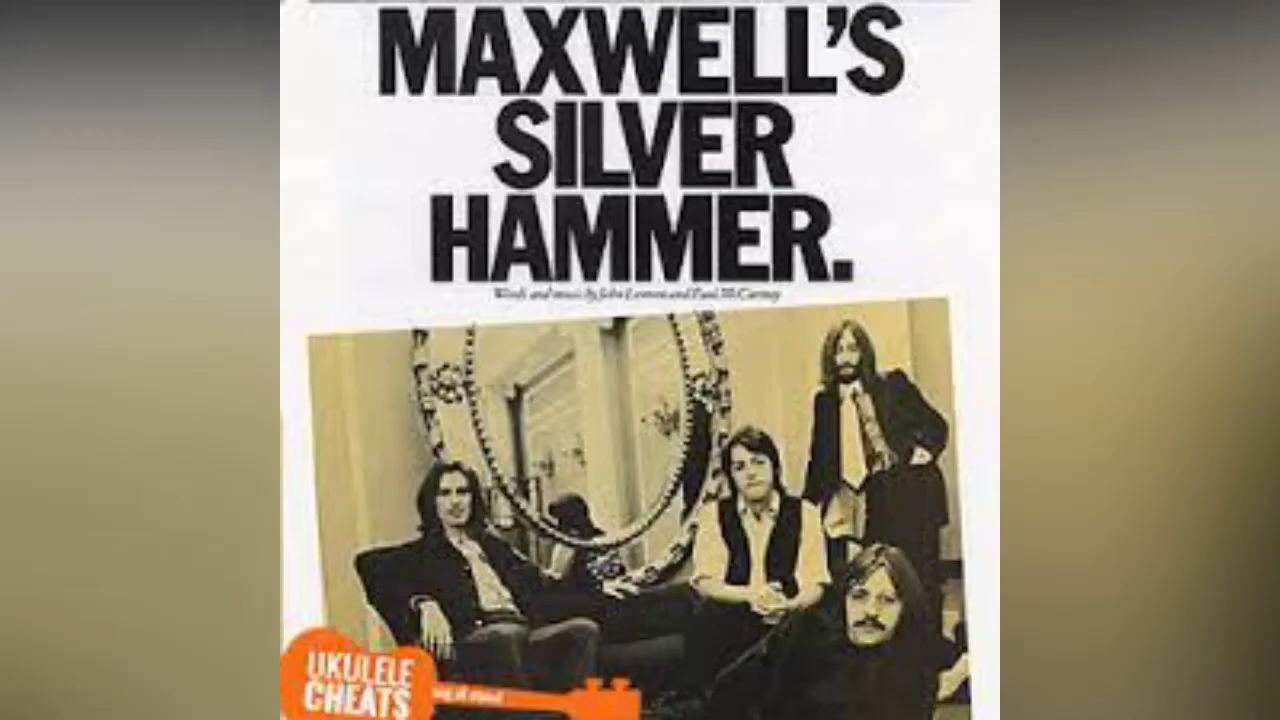 MAXWELL'S
SILVER
HAMMER.
Words and music by John Lennon and Paul McCartney
UKULELE
CHEATS